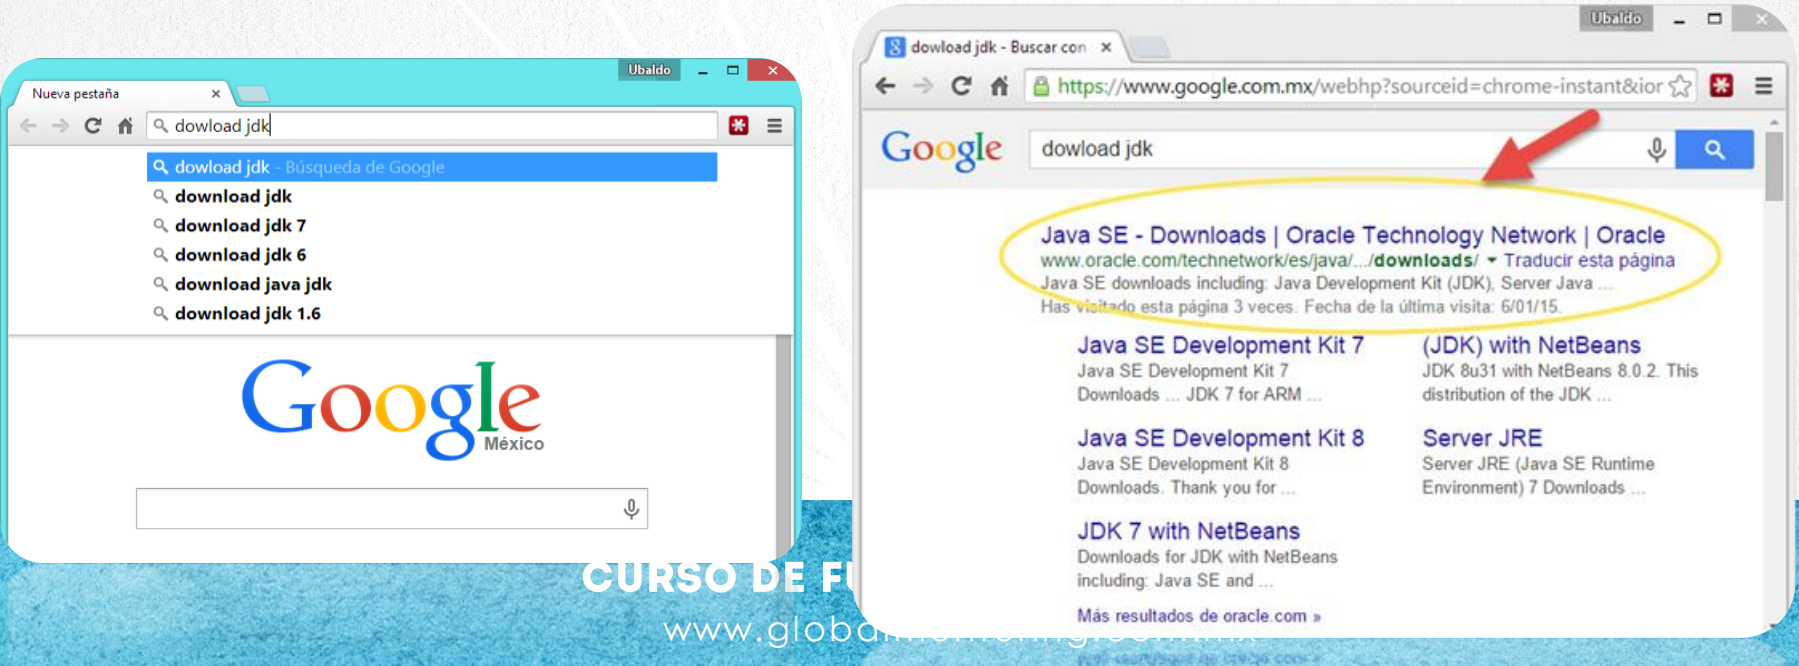 Ubaldo
Nueva pestaña
dowload jdk
dowload jdk - Búsqueda de Google
download jdk
download jdk 7
download jdk 6
download java jdk
download jdk 1.6
Google
México
Ubaldo
dowload jdk - Buscar con
https://www.google.com.mx/webhp?sourceid=chrome-instant&ior
Google
dowload jdk
Java SE - Downloads | Oracle Technology Network | Oracle
www.oracle.com/technetwork/es/java/.../downloads/ Traducir esta página
Java SE downloads including: Java Development Kit (JDK), Server Java ...
Has visitado esta página 3 veces. Fecha de la última visita: 6/01/15.
Java SE Development Kit 7
Java SE Development Kit 7
Downloads ... JDK 7 for ARM ...
(JDK) with NetBeans
JDK 8u31 with NetBeans 8.0.2. This
distribution of the JDK ...
Java SE Development Kit 8
Java SE Development Kit 8
Downloads. Thank you for ...
Server JRE
Server JRE (Java SE Runtime
Environment) 7 Downloads ...
JDK 7 with NetBeans
Downloads for JDK with NetBeans
including: Java SE and ...
Más resultados de oracle.com »
CURSO DE